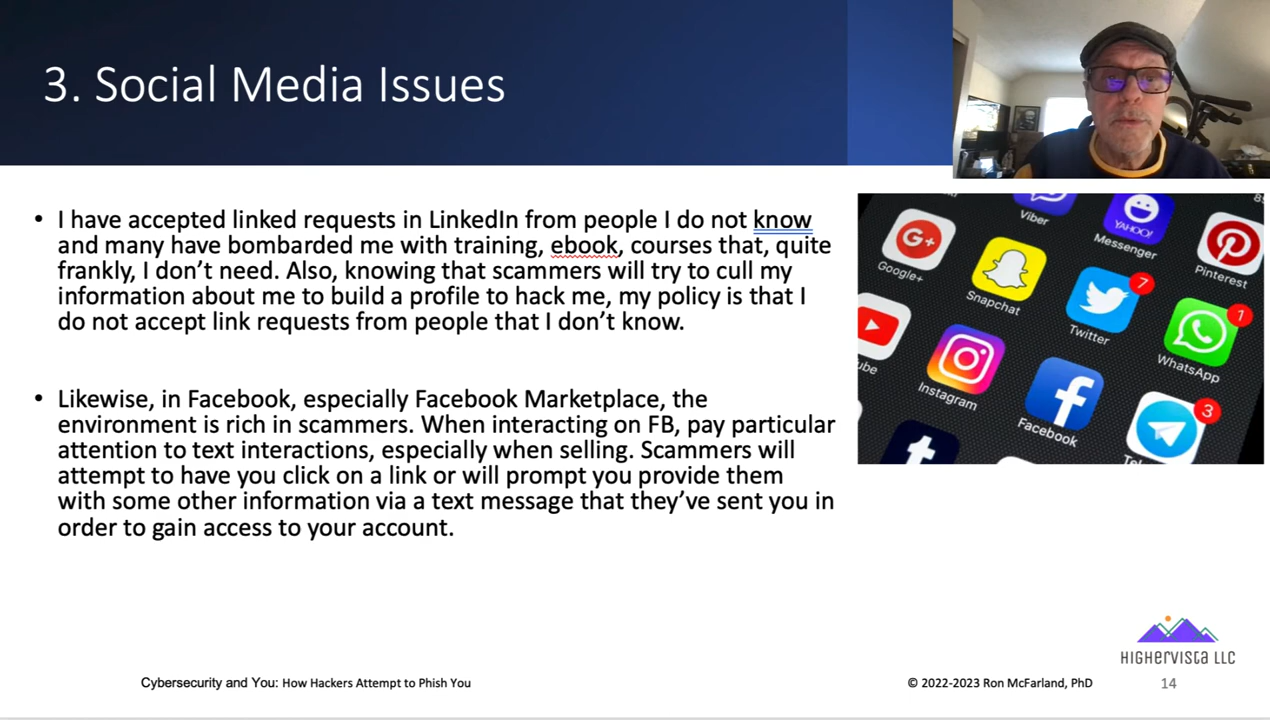 3. Social Media Issues
• I have accepted linked requests in LinkedIn from people I do not know
and many have bombarded me with training, ebook, courses that, quite
frankly, I don't need. Also, knowing that scammers will try to cull my
information about me to build a profile to hack me, my policy is that I
do not accept link requests from people that I don't know.
• Likewise, in Facebook, especially Facebook Marketplace, the
environment is rich in scammers. When interacting on FB, pay particular
attention to text interactions, especially when selling. Scammers will
attempt to have you click on a link or will prompt you provide them
with some other information via a text message that they've sent you in
order to gain access to your account.
Viber
YAHOO!
Messenger
Pinterest
G+
Google+
Snapchat
7
Twitter
1
WhatsApp
ube
Instagram
Facebook
3
Tel
HIGHERVISTA LLC
Cybersecurity and You: How Hackers Attempt to Phish You
© 2022-2023 Ron McFarland, PhD
14